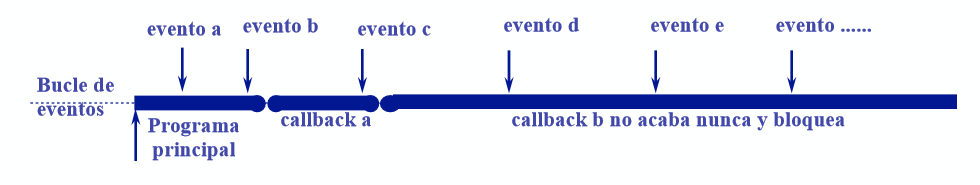 evento a
evento b
evento c
evento d
evento e
evento ......
Bucle de
eventos
Programa
principal
callback a
callback b no acaba nunca y bloquea